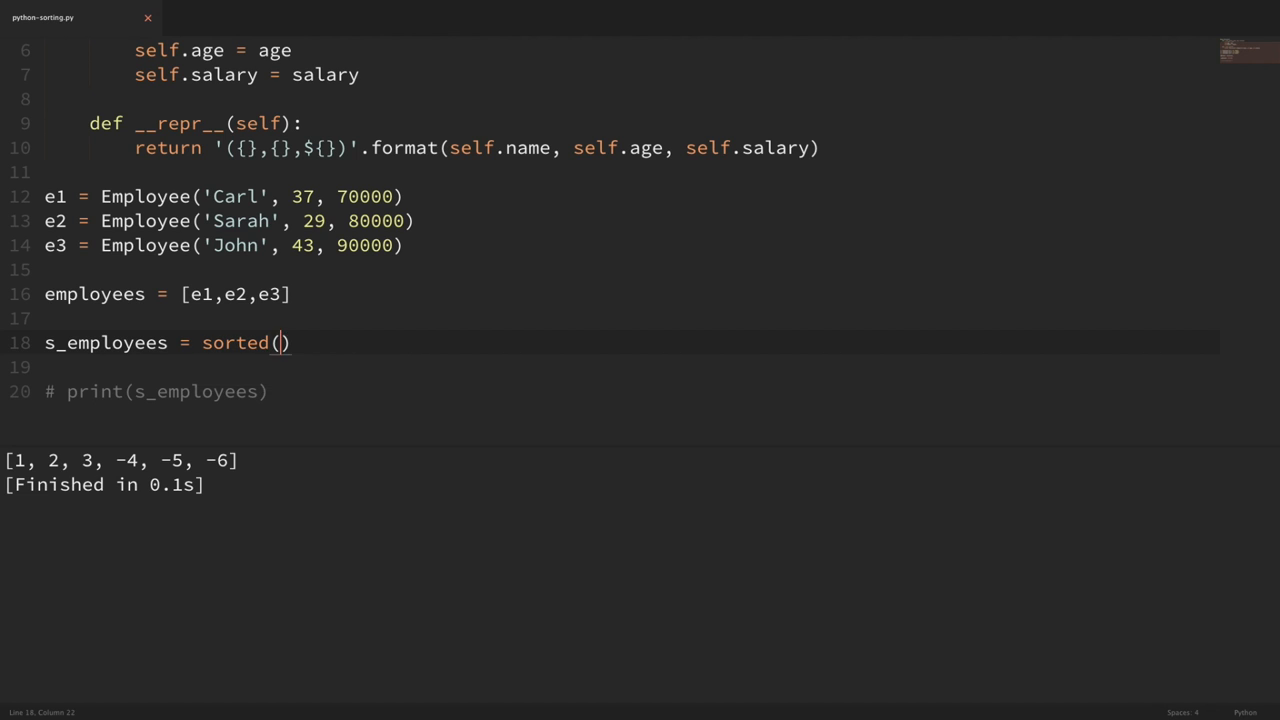 python-sorting.py ×
6 self.age = age
7 self.salary = salary
8
9 def __repr__(self):
10 return '({},{},${})'.format(self.name, self.age, self.salary)
11
12 e1 = Employee('Carl', 37, 70000)
13 e2 = Employee('Sarah', 29, 80000)
14 e3 = Employee('John', 43, 90000)
15
16 employees = [e1,e2,e3]
17
18 s_employees = sorted()
19
20 # print(s_employees)
[1, 2, 3, -4, -5, -6]
[Finished in 0.1s]
Line 18, Column 22 Spaces: 4 Python